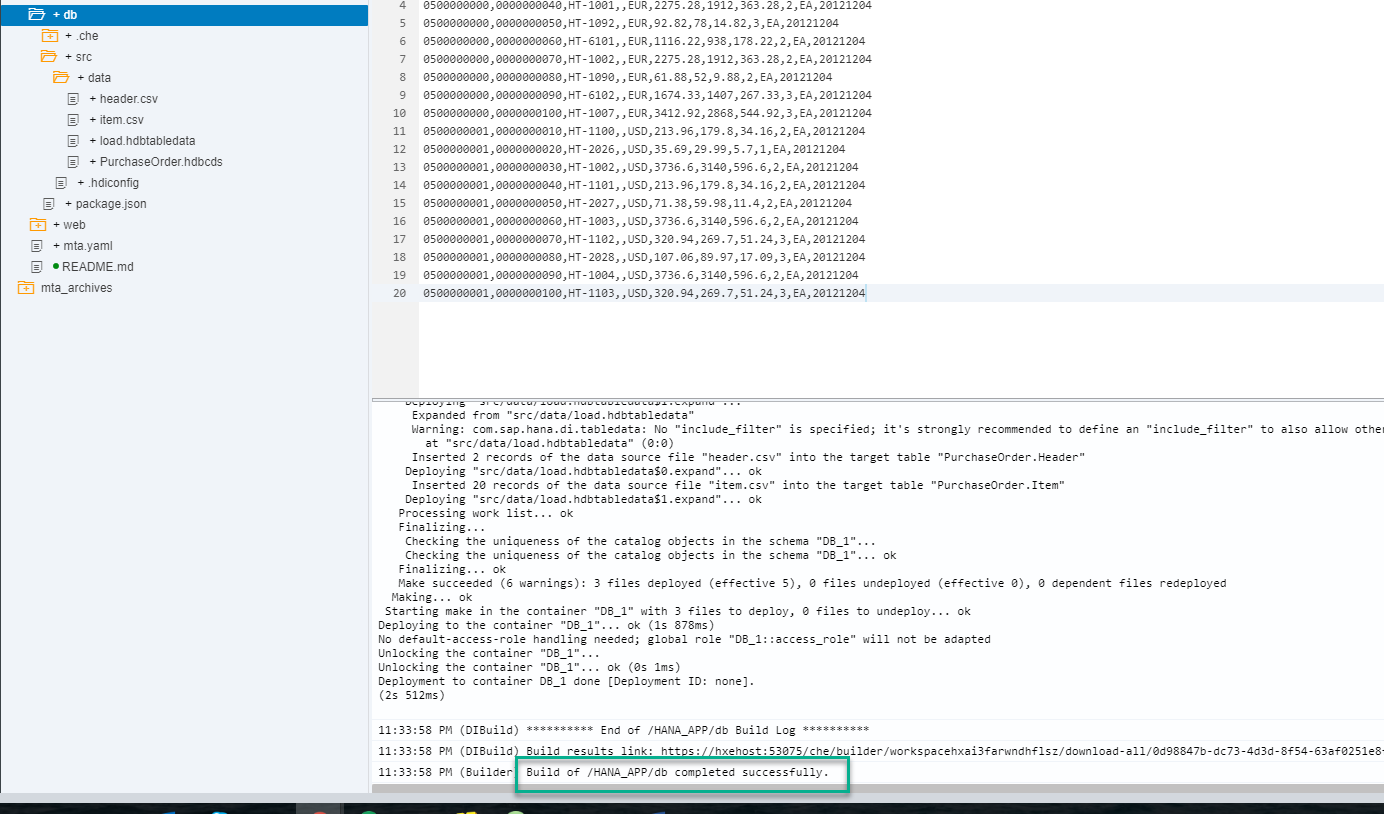 + db
+ .che
+ src
+ data
+ header.csv
+ item.csv
+ load.hdbtabledata
+ PurchaseOrder.hdbcds
+ .hdiconfig
+ package.json
+ web
+ mta.yaml
README.md
mta_archives
4 0500000000,0000000040,HT-1001,,EUR,2275.28,1912,363.28,2,EA,20121204
5 0500000000,0000000050,HT-1092,,EUR,92.82,78,14.82,3,EA,20121204
6 0500000000,0000000060,HT-6101,,EUR,1116.22,938,178.22,2,EA,20121204
7 0500000000,0000000070,HT-1002,,EUR,2275.28,1912,363.28,2,EA,20121204
8 0500000000,0000000080,HT-1090,,EUR,61.88,52,9.88,2,EA,20121204
9 0500000000,0000000090,HT-6102,,EUR,1674.33,1407,267.33,3,EA,20121204
10 0500000000,0000000100,HT-1007,,EUR,3412.92,2868,544.92,3,EA,20121204
11 0500000001,0000000010,HT-1100,,USD,213.96,179.8,34.16,2,EA,20121204
12 0500000001,0000000020,HT-2026,,USD,35.69,29.99,5.7,1,EA,20121204
13 0500000001,0000000030,HT-1002,,USD,3736.6,3140,596.6,2,EA,20121204
14 0500000001,0000000040,HT-1101,,USD,213.96,179.8,34.16,2,EA,20121204
15 0500000001,0000000050,HT-2027,,USD,71.38,59.98,11.4,2,EA,20121204
16 0500000001,0000000060,HT-1003,,USD,3736.6,3140,596.6,2,EA,20121204
17 0500000001,0000000070,HT-1102,,USD,320.94,269.7,51.24,3,EA,20121204
18 0500000001,0000000080,HT-2028,,USD,107.06,89.97,17.09,3,EA,20121204
19 0500000001,0000000090,HT-1004,,USD,3736.6,3140,596.6,2,EA,20121204
20 0500000001,0000000100,HT-1103,,USD,320.94,269.7,51.24,3,EA,20121204
Deploying "src/data/load.hdbtabledata$1.expand"...
Expanded from "src/data/load.hdbtabledata"
Warning: com.sap.hana.di.tabledata: No "include_filter" is specified; it's strongly recommended to define an "include_filter" to also allow othe
at "src/data/load.hdbtabledata" (0:0)
Inserted 2 records of the data source file "header.csv" into the target table "PurchaseOrder.Header"
Deploying "src/data/load.hdbtabledata$0.expand"... ok
Inserted 20 records of the data source file "item.csv" into the target table "PurchaseOrder.Item"
Deploying "src/data/load.hdbtabledata$1.expand"... ok
Processing work list... ok
Finalizing...
Checking the uniqueness of the catalog objects in the schema "DB_1"...
Checking the uniqueness of the catalog objects in the schema "DB_1"... ok
Finalizing... ok
Make succeeded (6 warnings): 3 files deployed (effective 5), 0 files undeployed (effective 0), 0 dependent files redeployed
Making... ok
Starting make in the container "DB_1" with 3 files to deploy, 0 files to undeploy... ok
Deploying to the container "DB_1"... ok (1s 878ms)
No default-access-role handling needed; global role "DB_1::access_role" will not be adapted
Unlocking the container "DB_1"...
Unlocking the container "DB_1"... ok (0s 1ms)
Deployment to container DB_1 done [Deployment ID: none].
(2s 512ms)
11:33:58 PM (DIBuild) ********** End of /HANA_APP/db Build Log **********
11:33:58 PM (DIBuild) Build results link: https://hxehost:53075/che/builder/workspacehxai3farwndhflsz/download-all/0d98847b-dc73-4d3d-8f54-63af0251e8
11:33:58 PM (Builder Build of /HANA_APP/db completed successfully.